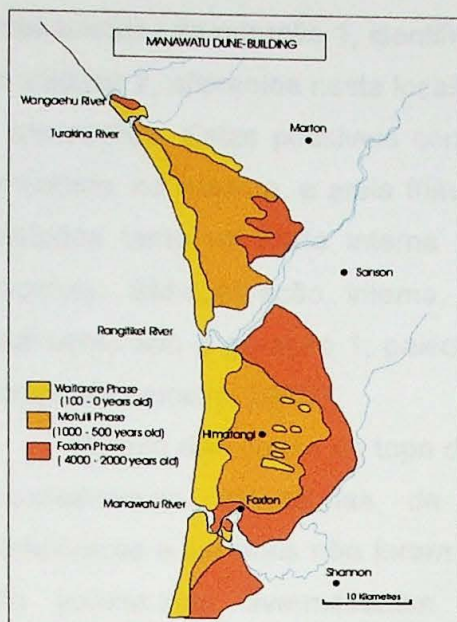 MANAWATU DUNE-BUILDING
Wangaehu River
Turakina River
Marton
Sanson
Rangitikei River
Waitarere Phase
(100 - 0 years old)
Motuiti Phase
(1000 - 500 years old)
Foxton Phase
( 4000 - 2000 years old)
Himatangi
Manawatu River
Foxton
Shannon
10 Kilometres